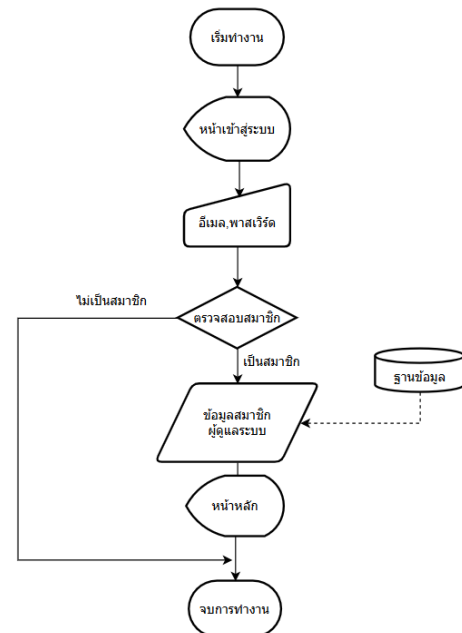 เริ่มทำงาน
หน้าเข้าสู่ระบบ
อีเมล,พาสเวิร์ด
ไม่เป็นสมาชิก
ตรวจสอบสมาชิก
เป็นสมาชิก
ฐานข้อมูล
ข้อมูลสมาชิก
ผู้ดูแลระบบ
หน้าหลัก
จบการทำงาน